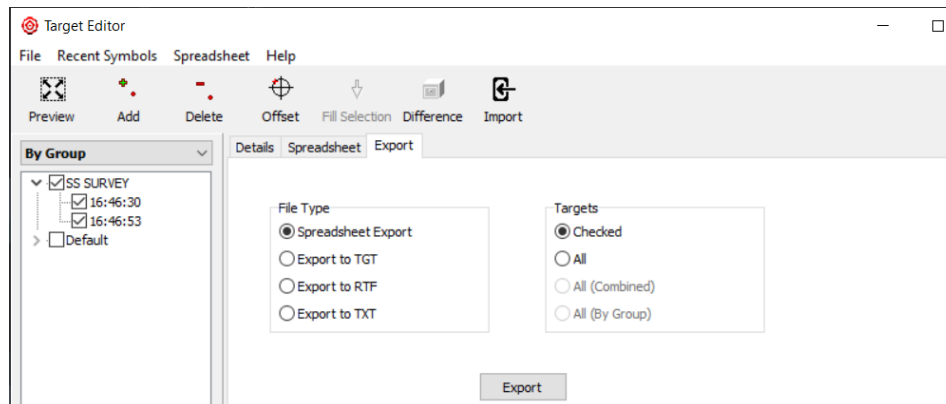 Target Editor
File Recent Symbols Spreadsheet Help
Preview Add Delete Offset Fill Selection Difference Import
By Group
SS SURVEY
16:46:30
16:46:53
Default
Details Spreadsheet Export
File Type
Spreadsheet Export
Export to TGT
Export to RTF
Export to TXT
Targets
Checked
All
All (Combined)
All (By Group)
Export